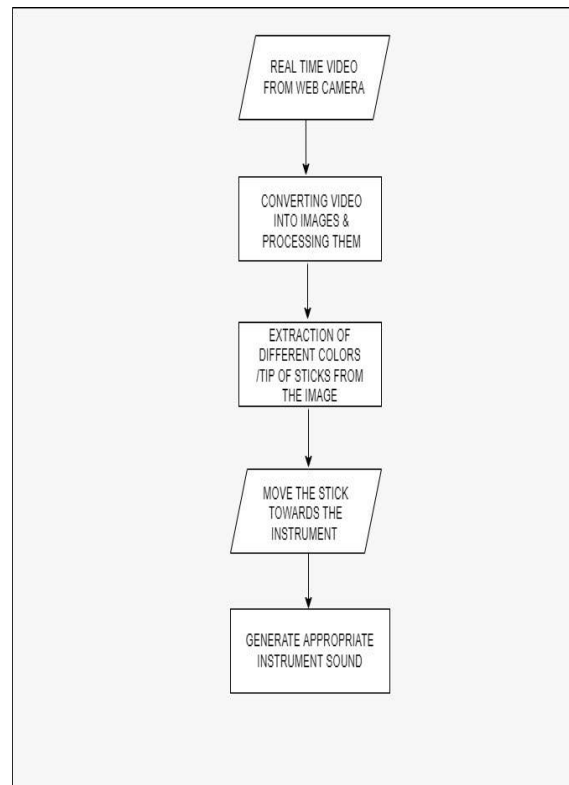 REAL TIME VIDEO
FROM WEB CAMERA
CONVERTING VIDEO
INTO IMAGES &
PROCESSING THEM
EXTRACTION OF
DIFFERENT COLORS
/TIP OF STICKS FROM
THE IMAGE
MOVE THE STICK
TOWARDS THE
INSTRUMENT
GENERATE APPROPRIATE
INSTRUMENT SOUND